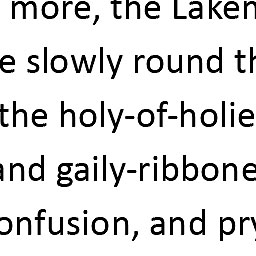 more, the Laken
e slowly round th
the holy-of-holie
and gaily-ribbone
onfusion, and pry